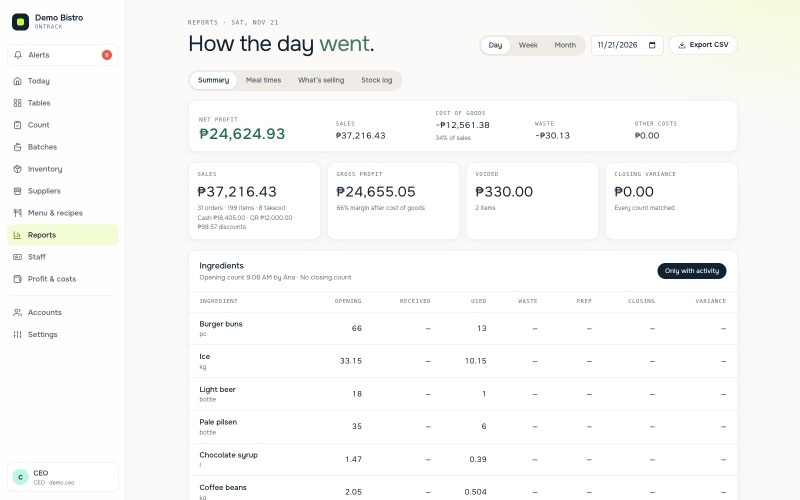 Demo Bistro
ONTRACK
Alerts 8
Today
Tables
Count
Batches
Inventory
Suppliers
Menu & recipes
Reports
Staff
Profit & costs
Accounts
Settings
C
CEO
CEO · demo.ceo
REPORTS · SAT, NOV 21
How the day went.
Day Week Month 11/21/2026 Export CSV
Summary Meal times What's selling Stock log
NET PROFIT
₱24,624.93
SALES
₱37,216.43
COST OF GOODS
−₱12,561.38
34% of sales
WASTE
−₱30.13
OTHER COSTS
₱0.00
SALES
₱37,216.43
31 orders · 199 items · 8 takeout
Cash ₱18,405.00 · QR ₱12,000.00 ·
₱98.57 discounts
GROSS PROFIT
₱24,655.05
66% margin after cost of goods
VOIDED
₱330.00
2 items
CLOSING VARIANCE
₱0.00
Every count matched
Ingredients
Opening count 9:08 AM by Ana · No closing count
Only with activity
INGREDIENT OPENING RECEIVED USED WASTE PREP CLOSING VARIANCE
Burger buns 66 — 13 — — — —
pc
Ice 33.15 — 10.15 — — — —
kg
Light beer 18 — 1 — — — —
bottle
Pale pilsen 35 — 6 — — — —
bottle
Chocolate syrup 1.47 — 0.39 — — — —
l
Coffee beans 2.05 — 0.504 — — — —
kg